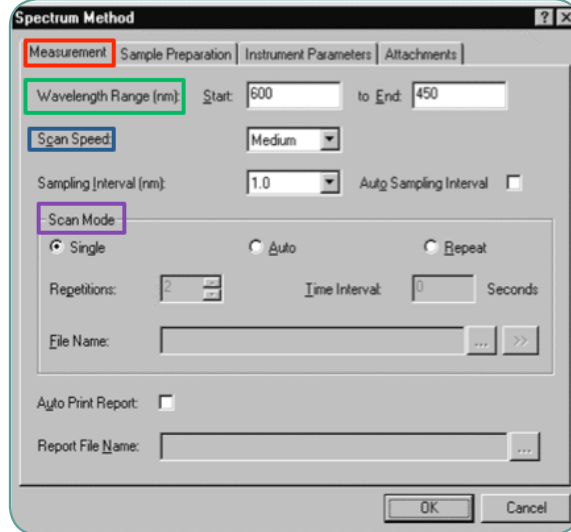 Spectrum Method
Measurement Sample Preparation Instrument Parameters Attachments
Wavelength Range (nm): Start: 600 to End: 450
Scan Speed: Medium
Sampling Interval (nm): 1.0 Auto Sampling Interval
Scan Mode
Single Auto Repeat
Repetitions: 2 Time Interval: 0 Seconds
File Name: ... >>
Auto Print Report:
Report File Name: ...
OK Cancel